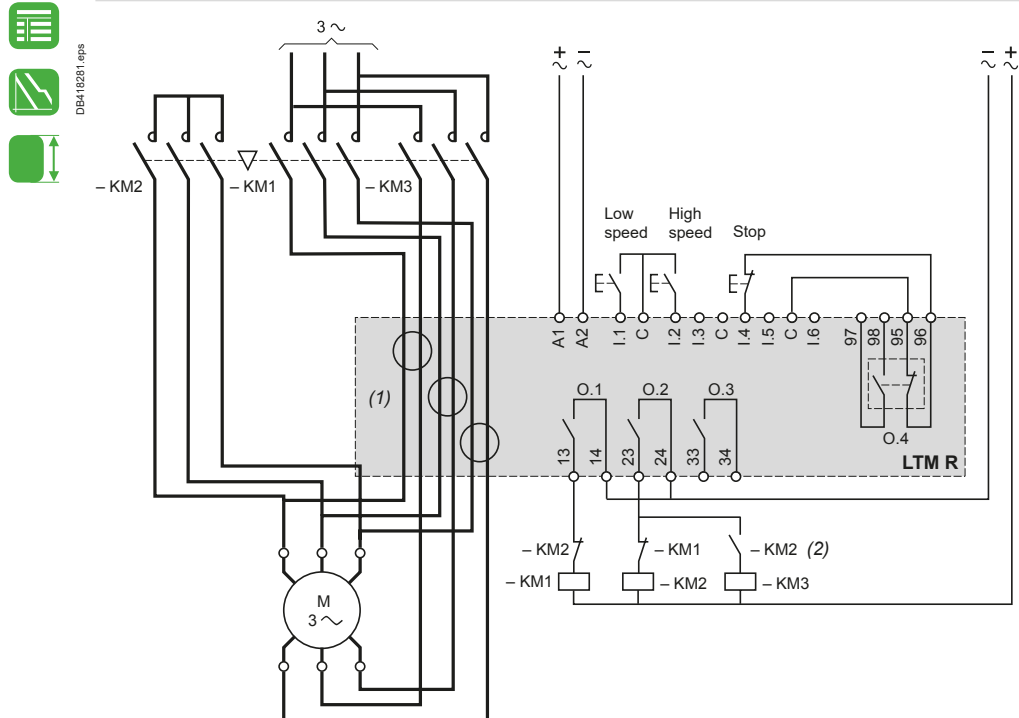 3 ∼
DB418281.eps
+ −
∼ ∼
− +
∼ ∼
– KM2
– KM1
– KM3
Low speed
High speed
Stop
A1
A2
I.1
C
I.2
I.3
C
I.4
I.5
C
I.6
97
98
95
96
(1)
O.1
O.2
O.3
O.4
13
14
23
24
33
34
LTM R
– KM2
– KM1
– KM2 (2)
– KM1
– KM2
– KM3
M
3 ∼